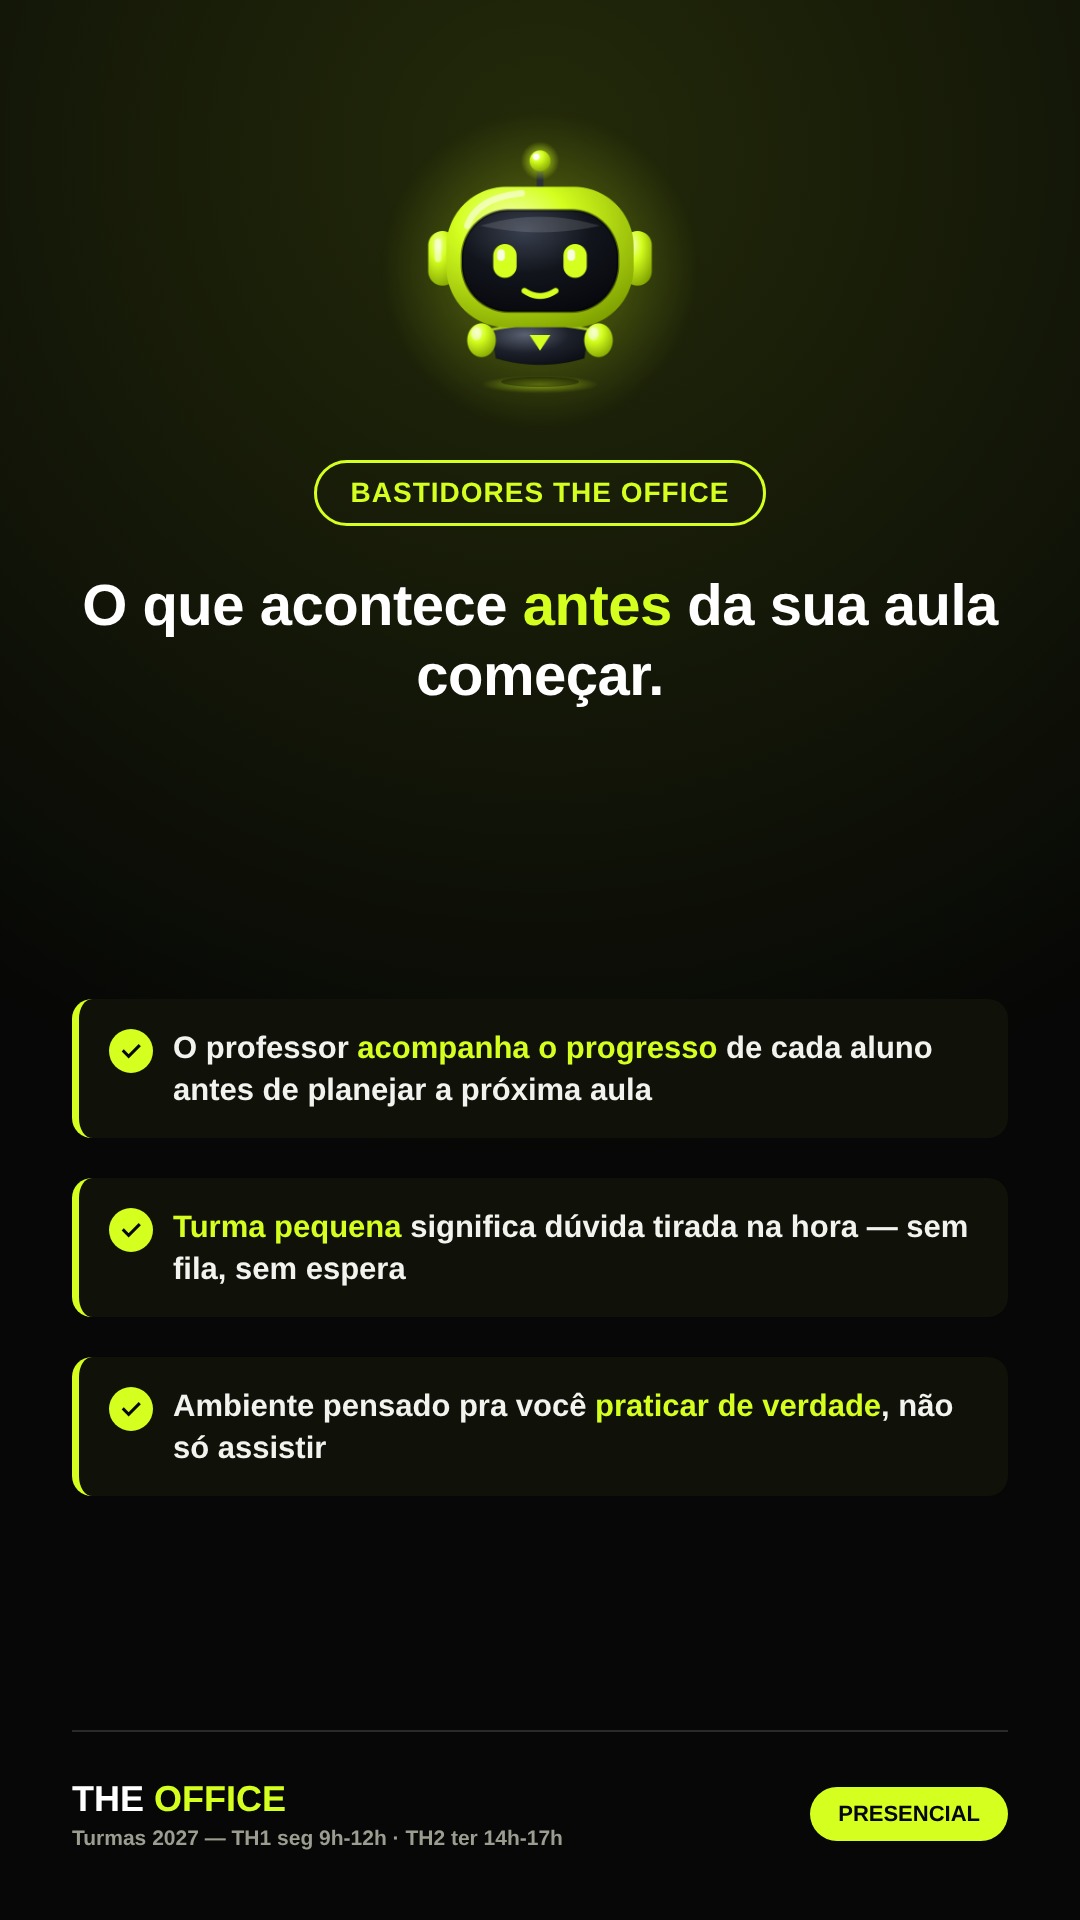 BASTIDORES THE OFFICE
O que acontece antes da sua aula
começar.
O professor acompanha o progresso de cada aluno
antes de planejar a próxima aula
Turma pequena significa dúvida tirada na hora — sem
fila, sem espera
Ambiente pensado pra você praticar de verdade, não
só assistir
THE OFFICE
Turmas 2027 — TH1 seg 9h-12h · TH2 ter 14h-17h
PRESENCIAL